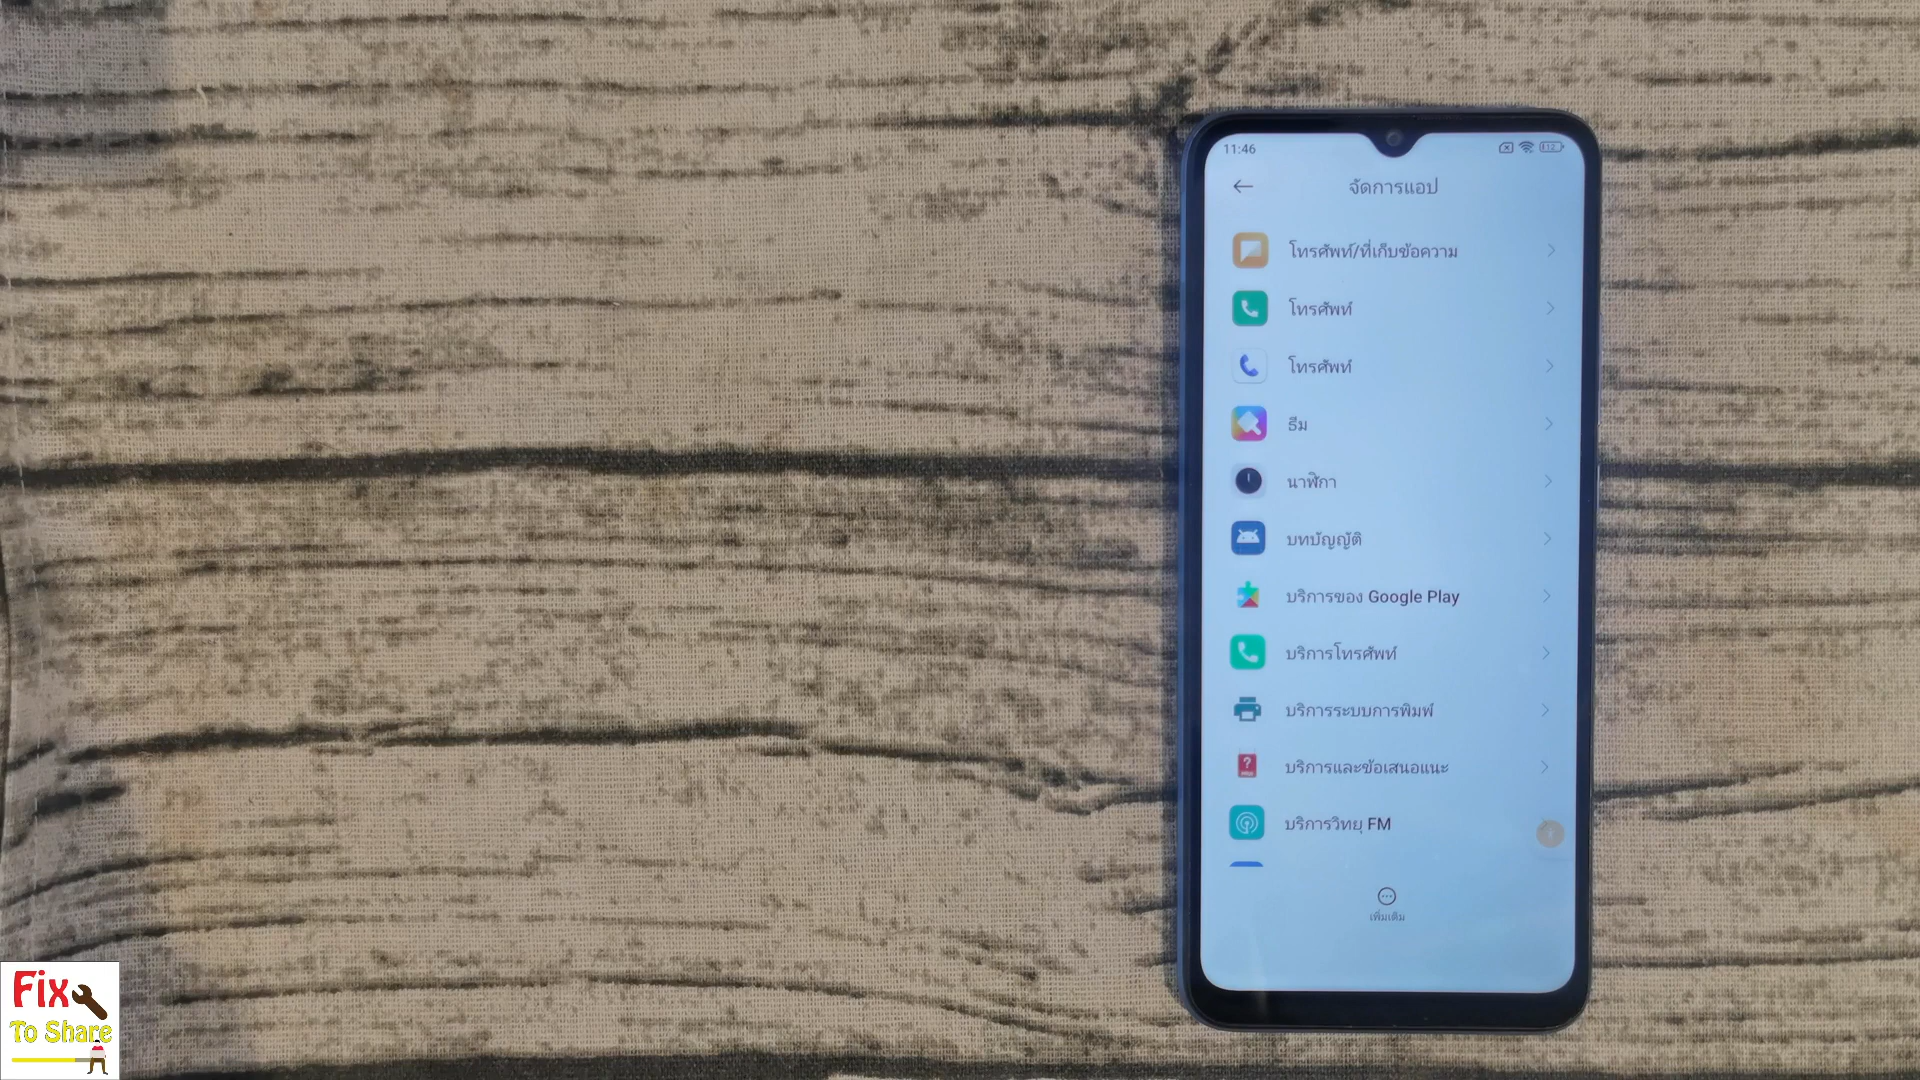 11:46
12
จัดการแอป
โทรศัพท์/ที่เก็บข้อความ
โทรศัพท์
โทรศัพท์
ธีม
นาฬิกา
บทบัญญัติ
บริการของ Google Play
บริการโทรศัพท์
บริการระบบการพิมพ์
บริการและข้อเสนอแนะ
บริการวิทยุ FM
เพิ่มเติม
Fix
To Share